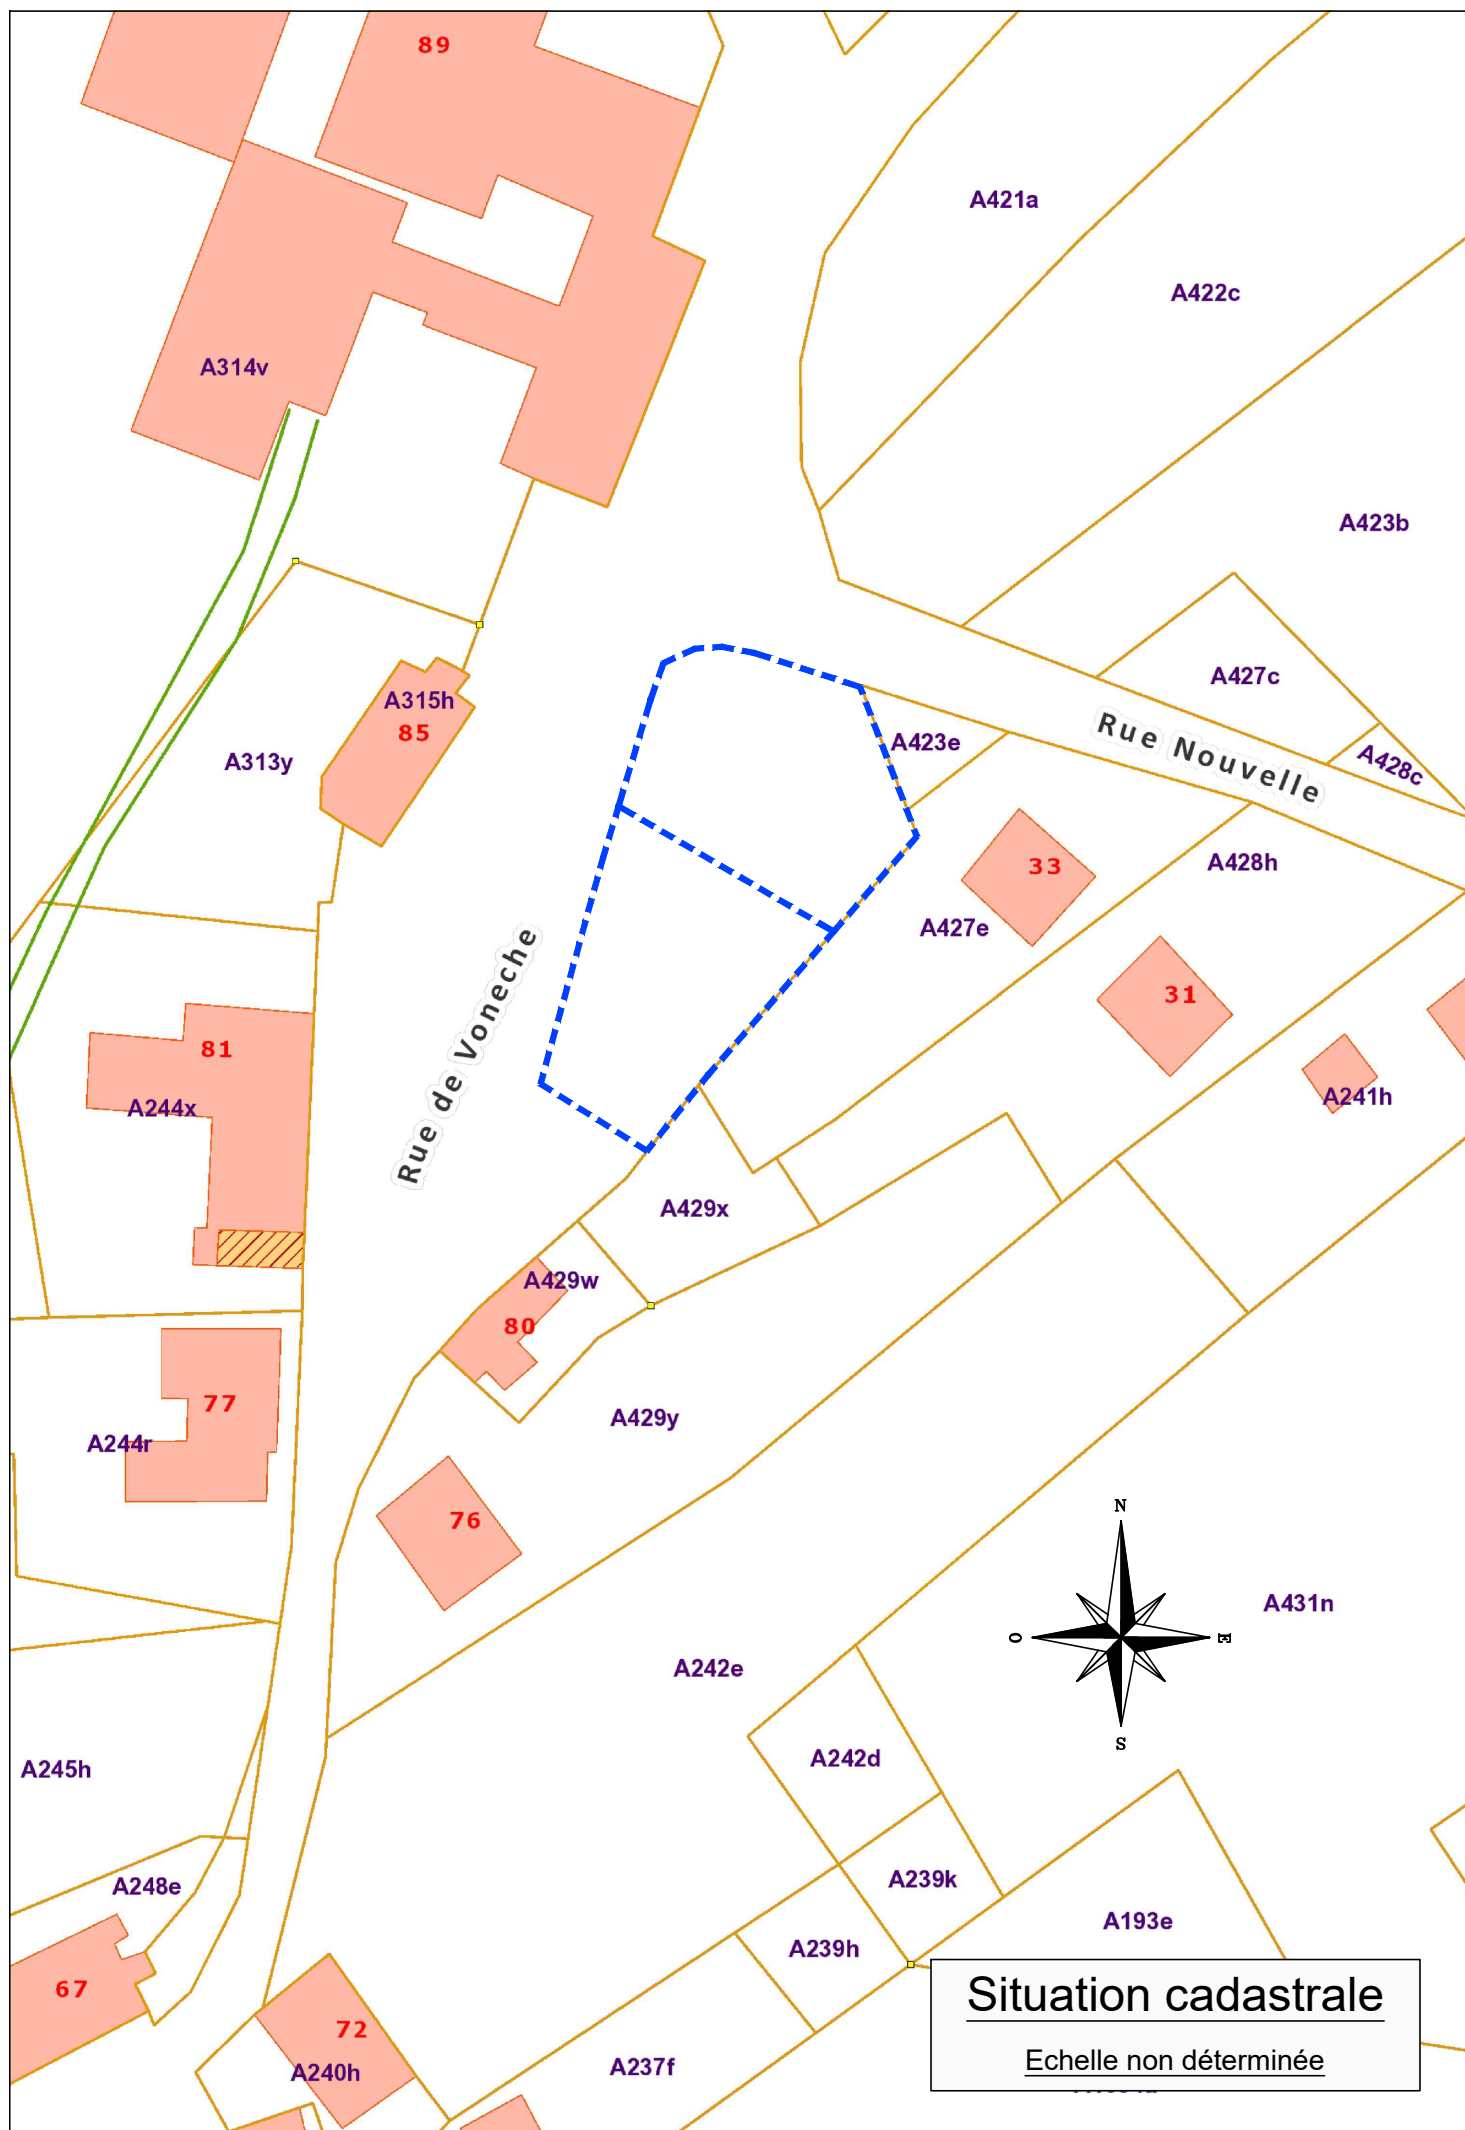 89
A421a
A422c
A314v
A423b
A427c
A315h
85
A423e
Rue Nouvelle
A313y
A428c
33
A428h
A427e
Rue de Voneche
31
81
A244x
A241h
A429x
A429w
80
77
A429y
A244r
76
N
A431n
O
E
A242e
S
A242d
A245h
A239k
A248e
A193e
A239h
67
Situation cadastrale
72
Echelle non déterminée
A237f
A240h